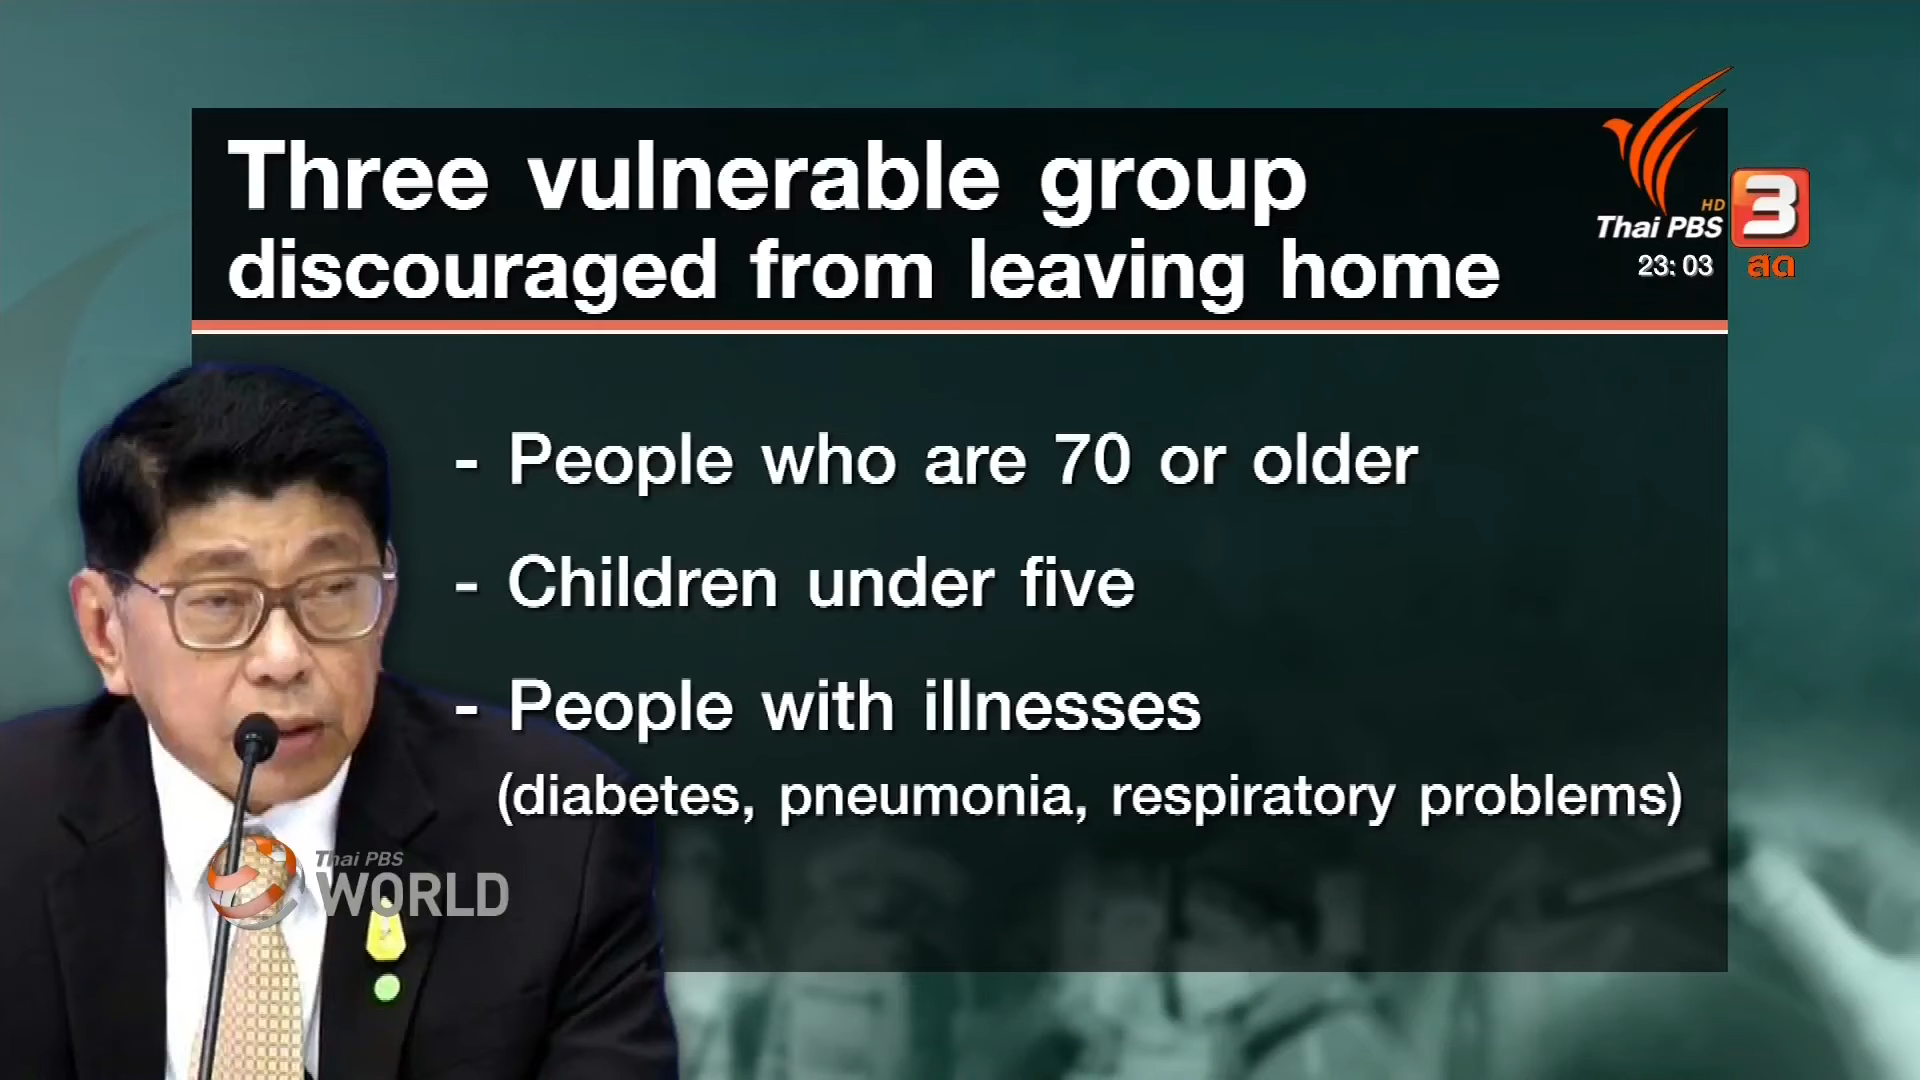 Three vulnerable group
discouraged from leaving home
HD
Thai PBS
3
23:03
สด
- People who are 70 or older
- Children under five
- People with illnesses
(diabetes, pneumonia, respiratory problems)
Thai PBS
WORLD